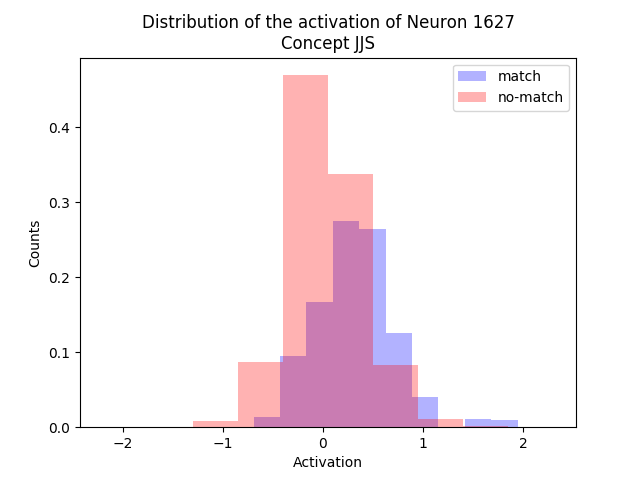 Distribution of the activation of Neuron 1627
Concept JJS
match
no-match
Counts
0.4
0.3
0.2
0.1
0.0
−2
−1
0
1
2
Activation